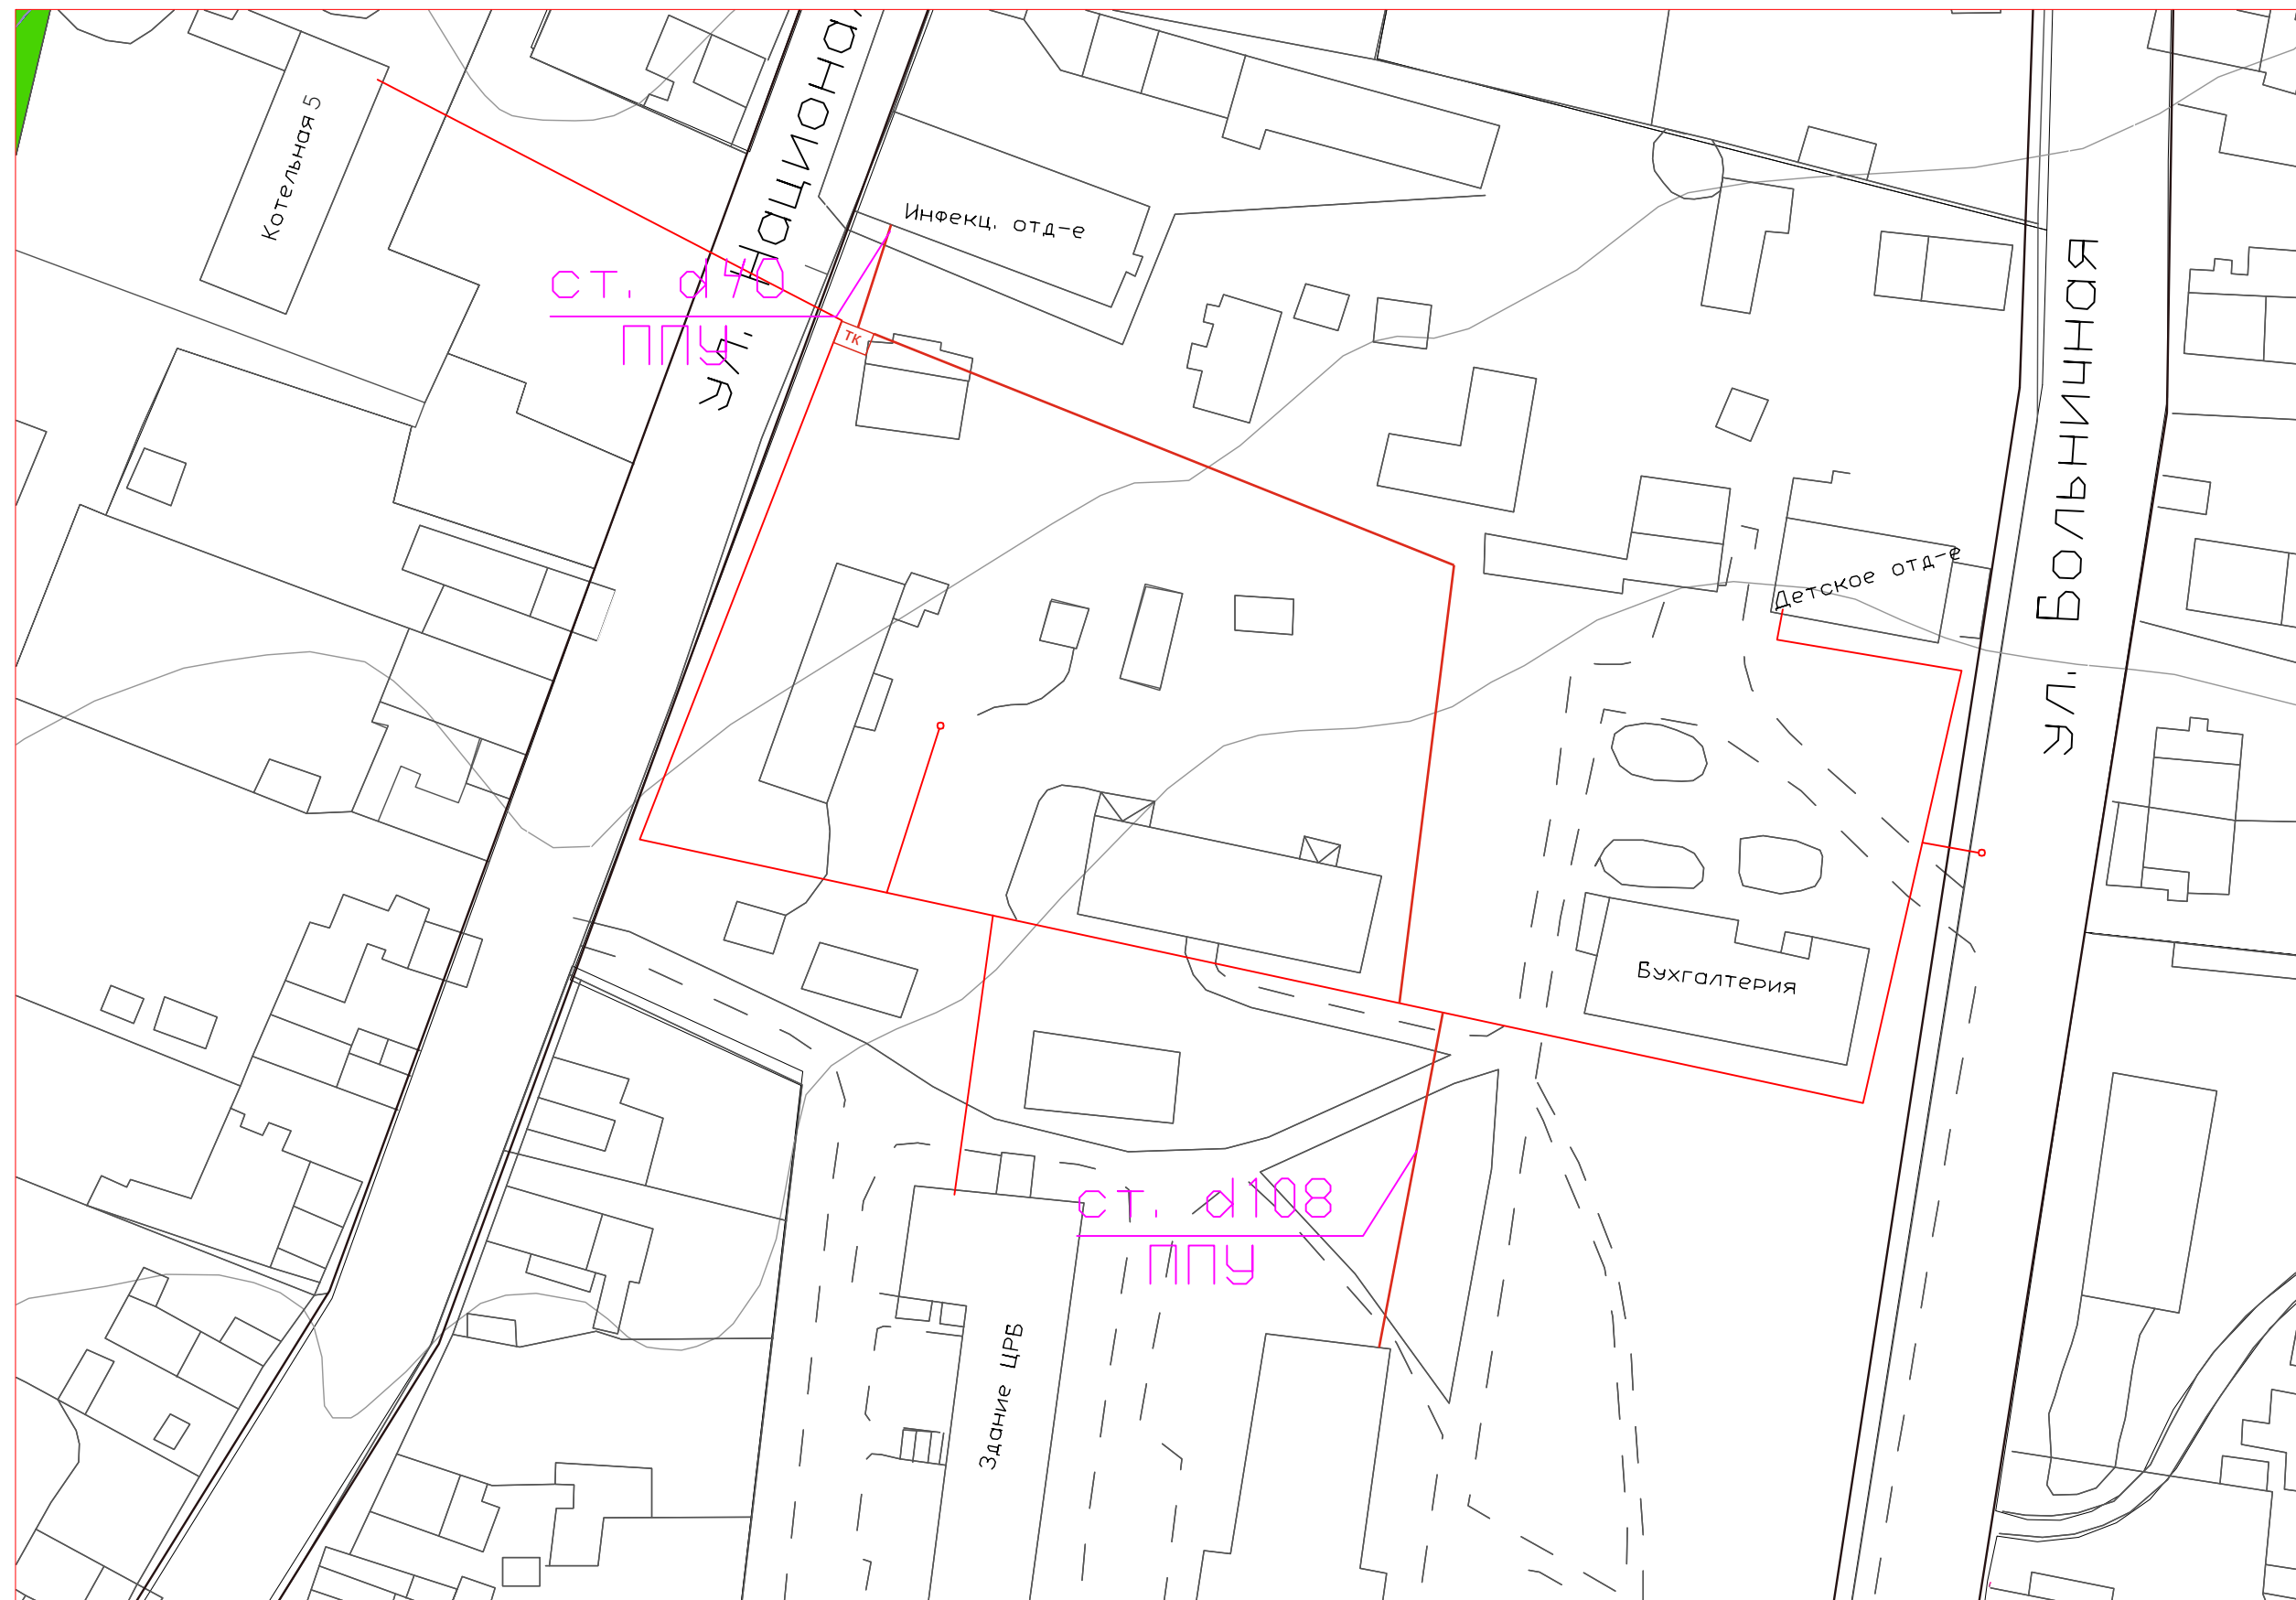 Котельная 5
ул. Национа
Инфекц. отд-е
ст. d40
ППУ
ТК
ул. Больничная
Детское отд-е
Бухгалтерия
ст. d108
ППУ
Здание ЦРБ